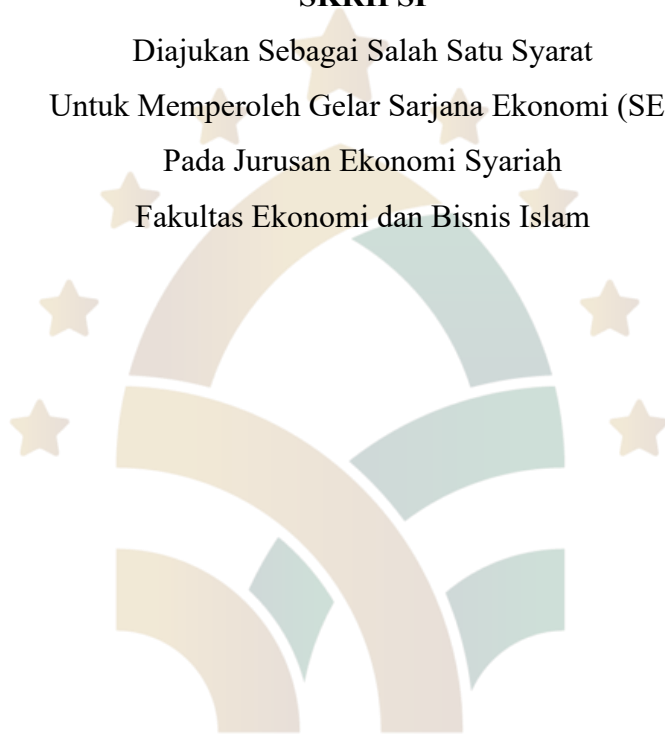 SKRIPSI
Diajukan Sebagai Salah Satu Syarat
Untuk Memperoleh Gelar Sarjana Ekonomi (SE
Pada Jurusan Ekonomi Syariah
Fakultas Ekonomi dan Bisnis Islam